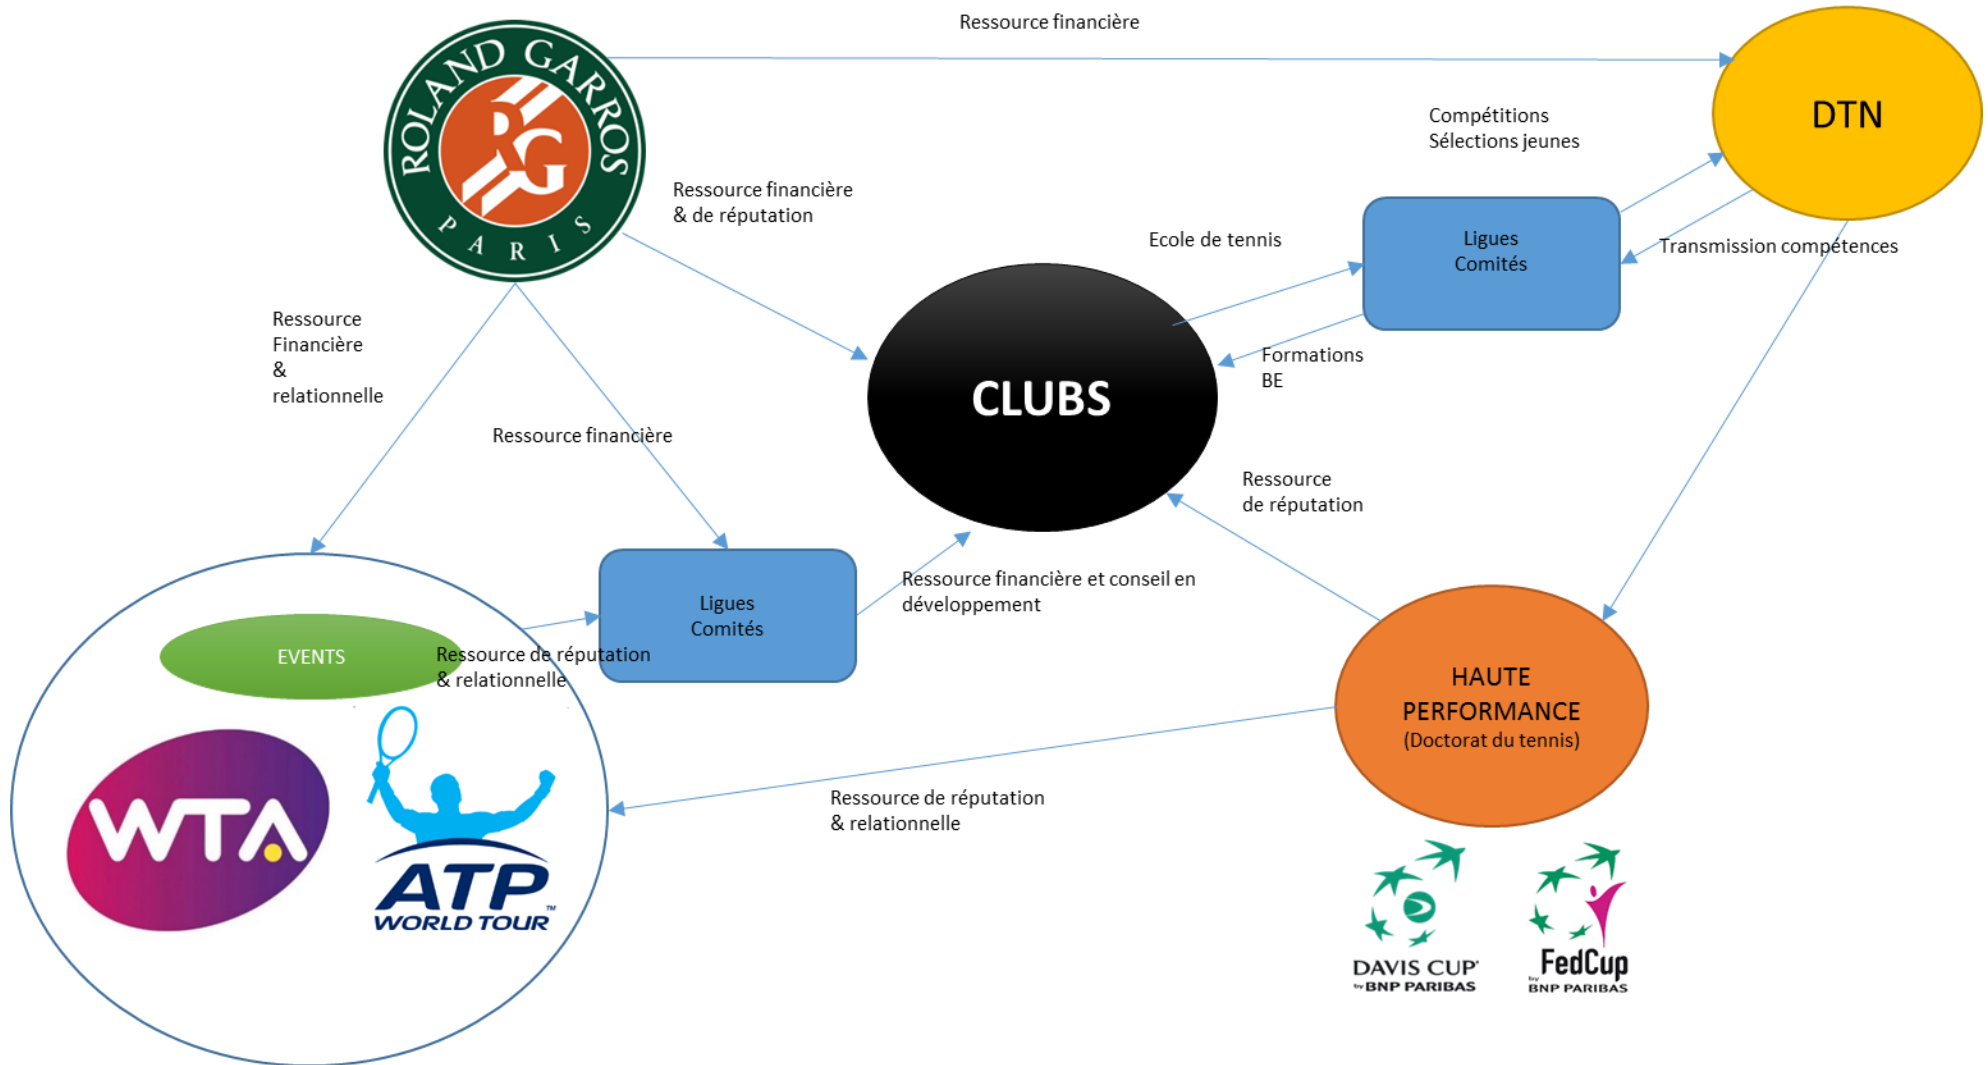 Ressource financière
ROLAND GARROS
RG
PARIS
DTN
Compétitions
Sélections jeunes
Ressource financière
& de réputation
Ecole de tennis
Ligues
Comités
Transmission compétences
Ressource
Financière
&
relationnelle
Formations
BE
CLUBS
Ressource financière
Ressource
de réputation
Ressource financière et conseil en
développement
Ligues
Comités
EVENTS
Ressource de réputation
& relationnelle
HAUTE
PERFORMANCE
(Doctorat du tennis)
WTA
ATP
WORLD TOUR™
Ressource de réputation
& relationnelle
DAVIS CUP
by BNP PARIBAS
FedCup
by
BNP PARIBAS